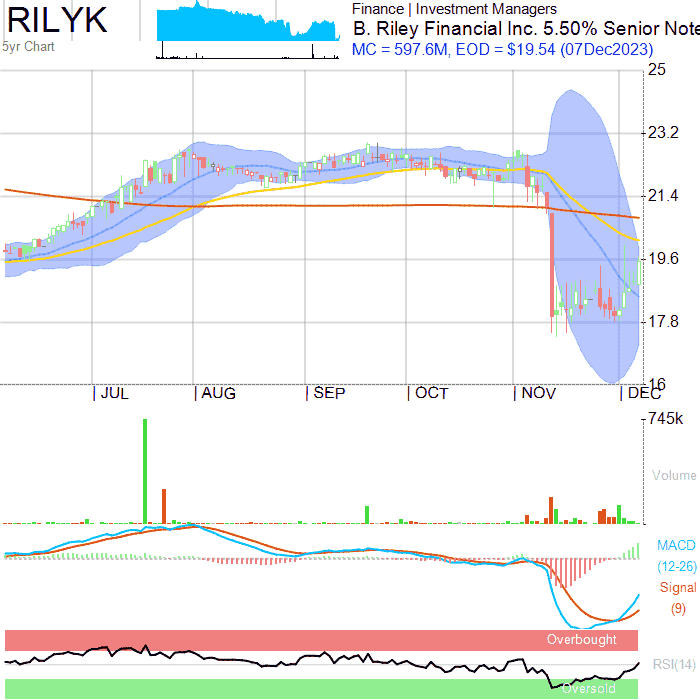 RILYK
5yr Chart
Finance | Investment Managers
B. Riley Financial Inc. 5.50% Senior Note
MC = 597.6M, EOD = $19.54 (07Dec2023)
25
23.2
21.4
19.6
17.8
16
JUL AUG SEP OCT NOV DEC
745k
Volume
MACD
(12-26)
Signal
(9)
Overbought
RSI(14)
Oversold